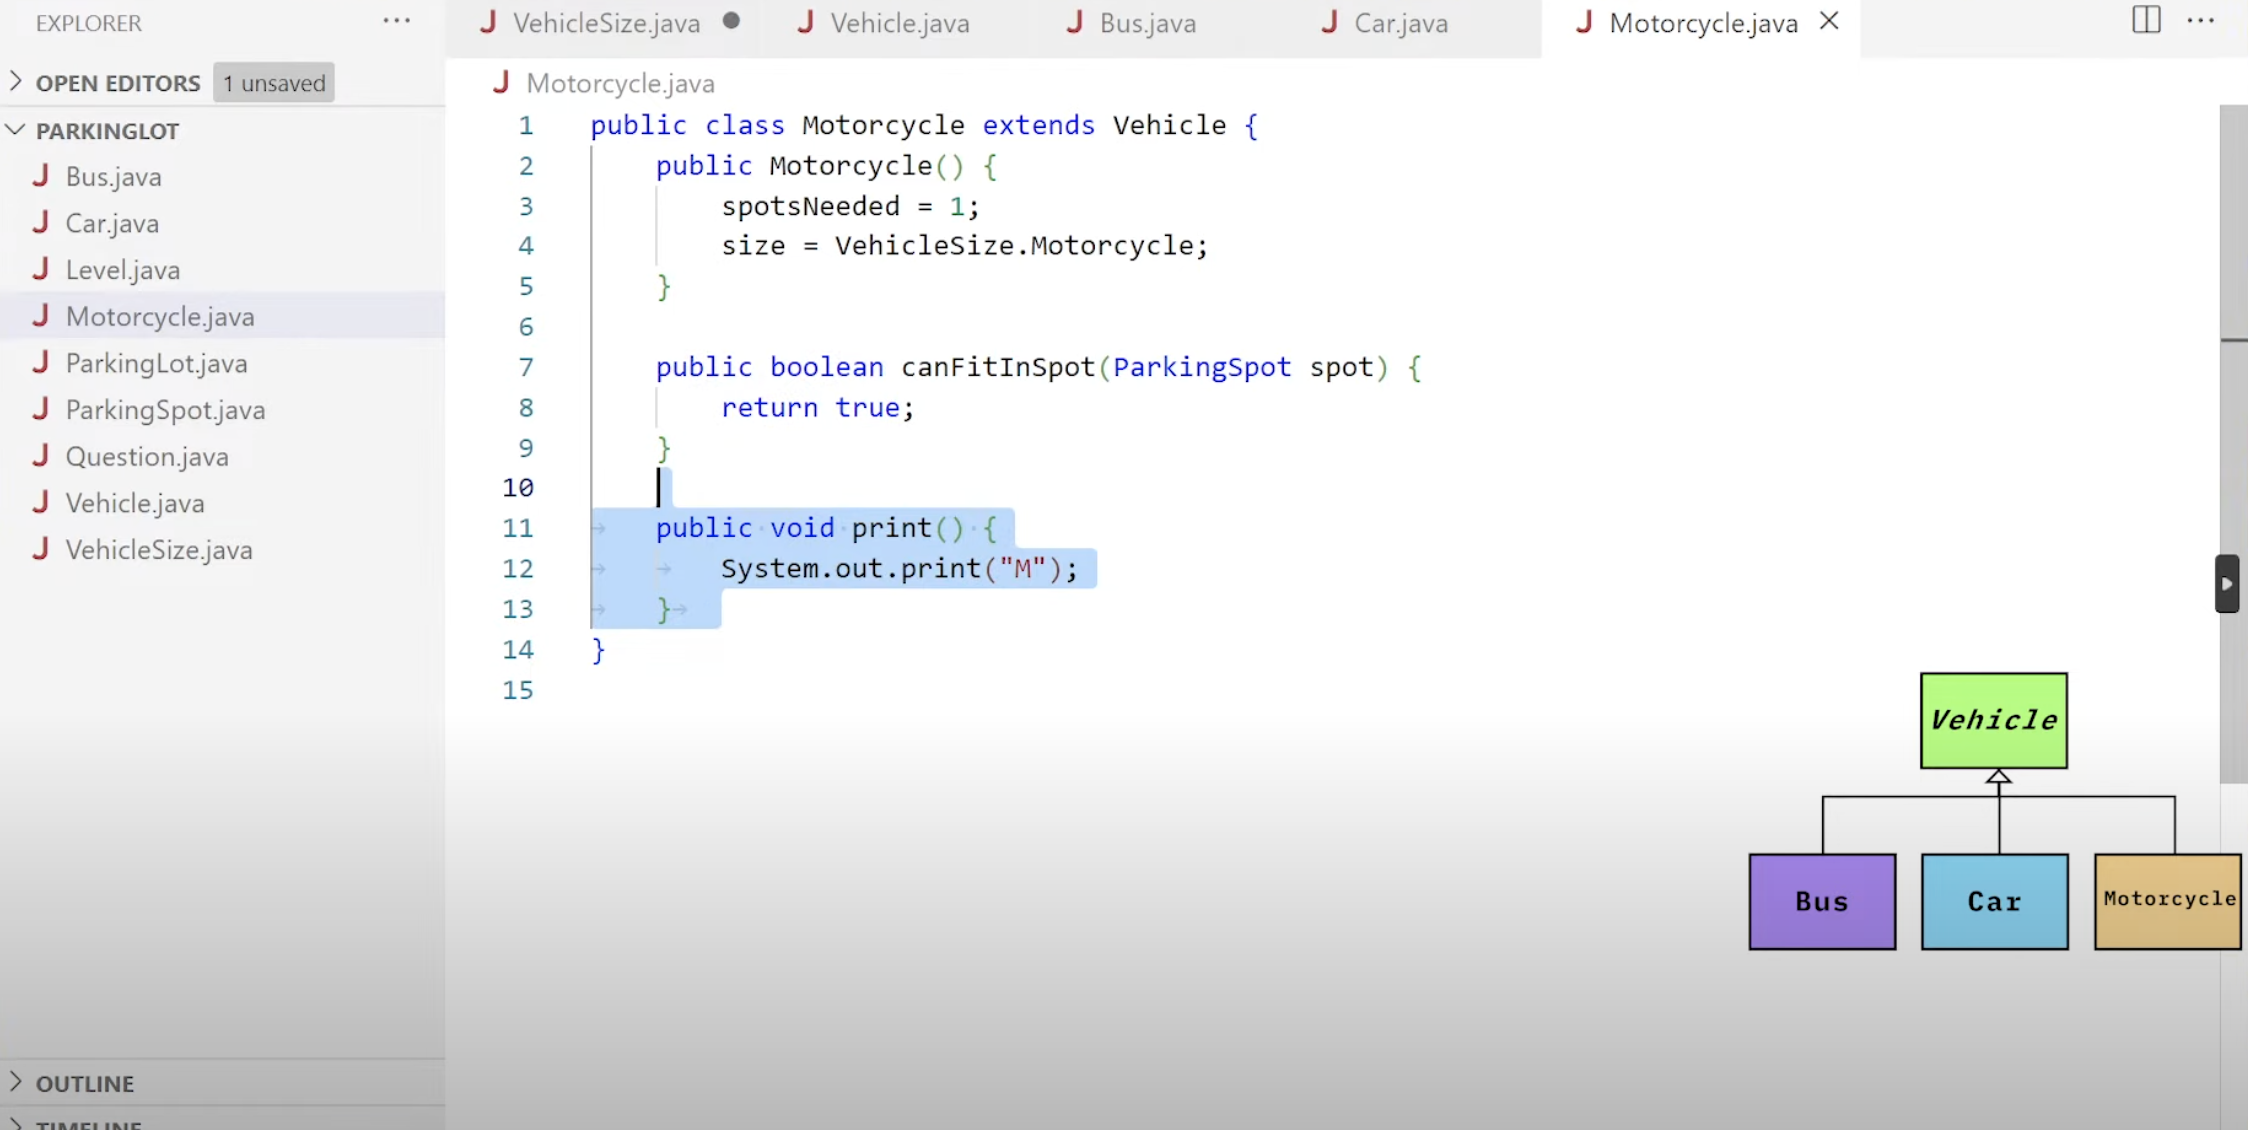 EXPLORER ...
VehicleSize.java
Vehicle.java
Bus.java
Car.java
Motorcycle.java
OPEN EDITORS 1 unsaved
PARKINGLOT
Bus.java
Car.java
Level.java
Motorcycle.java
ParkingLot.java
ParkingSpot.java
Question.java
Vehicle.java
VehicleSize.java
OUTLINE
TIMELINE
Motorcycle.java
1 public class Motorcycle extends Vehicle {
2 public Motorcycle() {
3 spotsNeeded = 1;
4 size = VehicleSize.Motorcycle;
5 }
6
7 public boolean canFitInSpot(ParkingSpot spot) {
8 return true;
9 }
10
11 public void print() {
12 System.out.print("M");
13 }
14 }
15
Vehicle
Bus
Car
Motorcycle